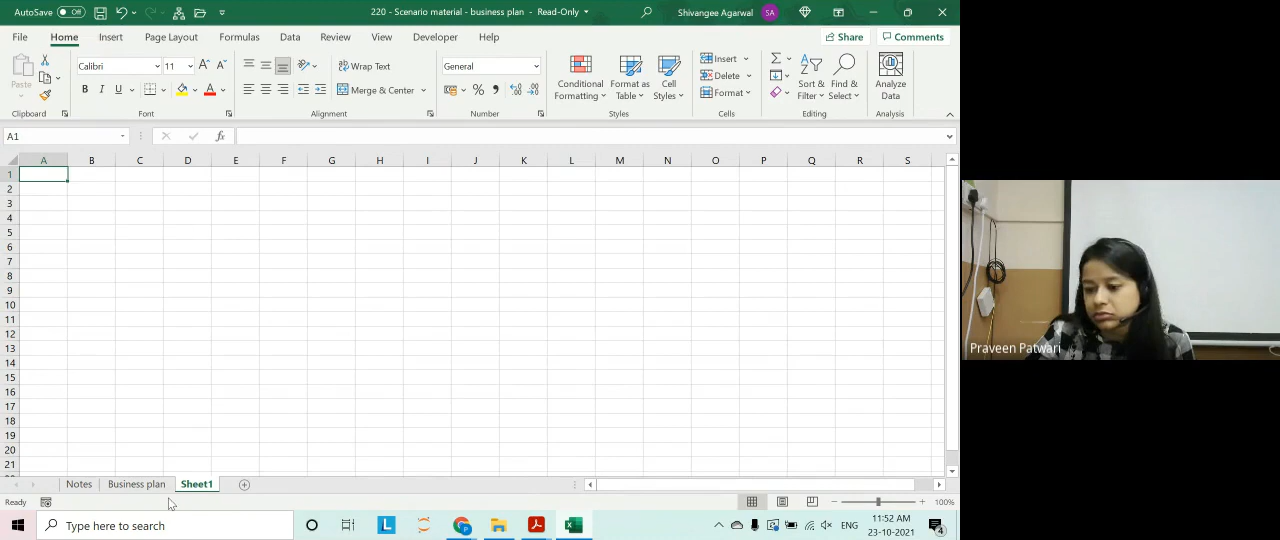 AutoSave Off 220 - Scenario material - business plan - Read-Only Shivangee Agarwal SA
File Home Insert Page Layout Formulas Data Review View Developer Help Share Comments
Paste Calibri 11 A A Wrap Text General Conditional Formatting Format as Table Cell Styles Insert Delete Format Sort & Filter Find & Select Analyze Data
B I U A Merge & Center % 
Clipboard Font Alignment Number Styles Cells Editing Analysis
A1 fx
A B C D E F G H I J K L M N O P Q R S
1
2
3
4
5
6
7
8
9
10
11
12
13
14
15
16
17
18
19
20
21
Notes Business plan Sheet1
Ready 100%
Type here to search L ENG 11:52 AM
23-10-2021 4
Praveen Patwari